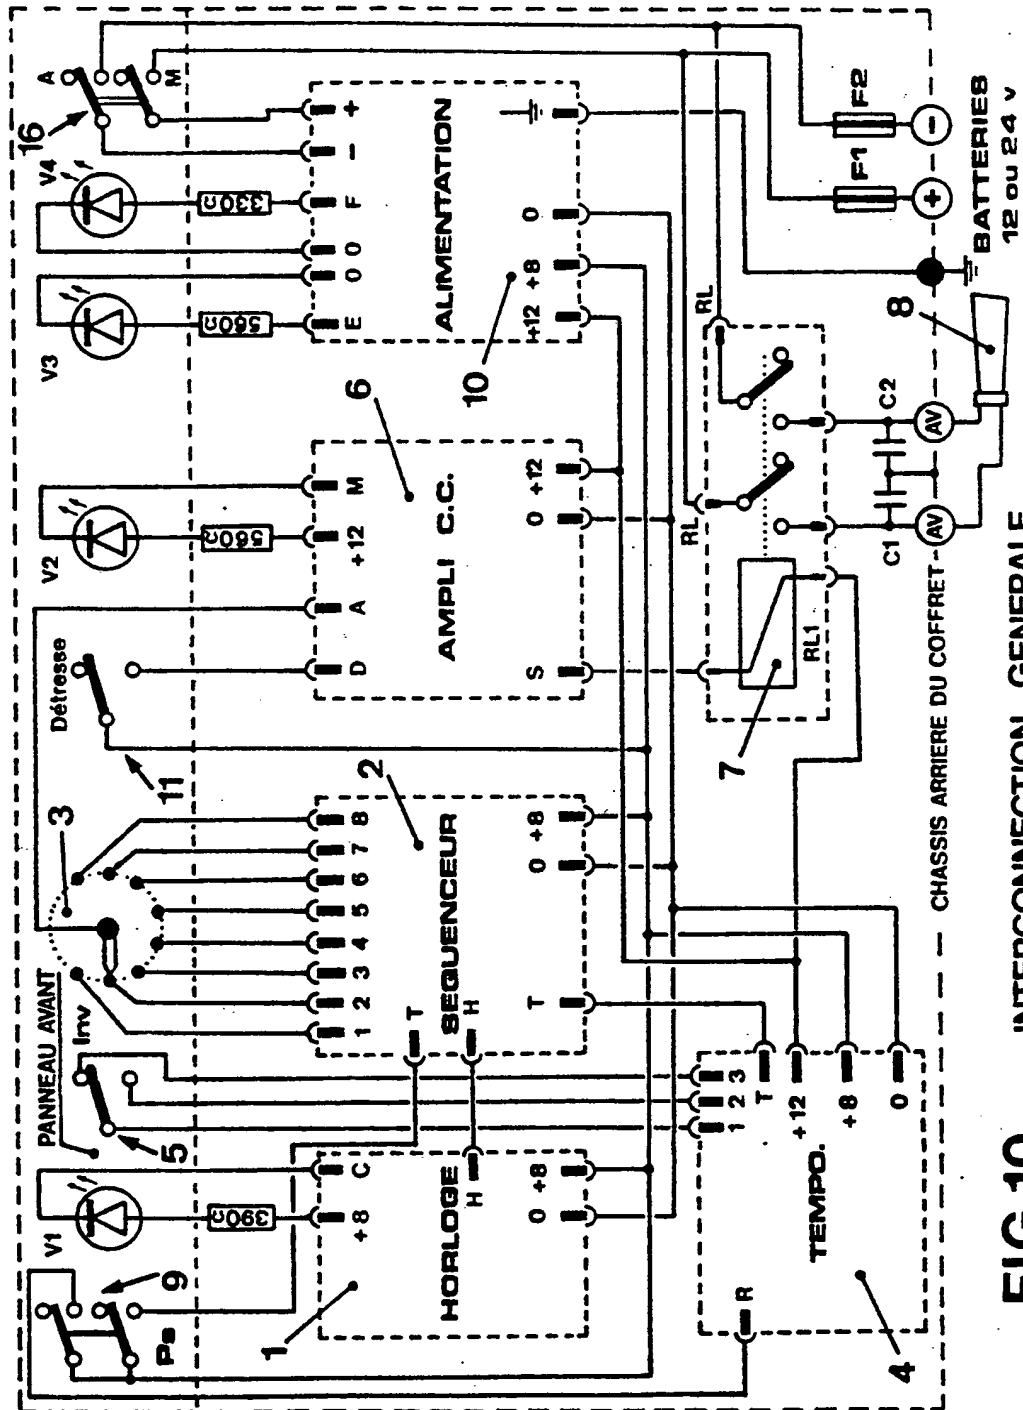 PANNEAU AVANT
Ps
9
V1
390Ω
5
Inv
3
11
Détresse
V2
560Ω
V3
560Ω
V4
330Ω
16
A
M
1
+8
C
HORLOGE
H
0
+8
1
2
3
4
5
6
7
8
2
T
H
SEQUENCEUR
T
0
+8
D
A
+12
M
6
AMPLI C.C.
S
0
+12
E
0
0
F
-
+
ALIMENTATION
10
+12
+8
0
R
4
TEMPO.
1
2
3
T
+12
+8
0
7
RL1
RL
RL
C1
C2
AV
AV
8
F1
F2
+
-
CHASSIS ARRIERE DU COFFRET
BATTERIES
12 ou 24 v
FIG.10
INTERCONNECTION GENERALE